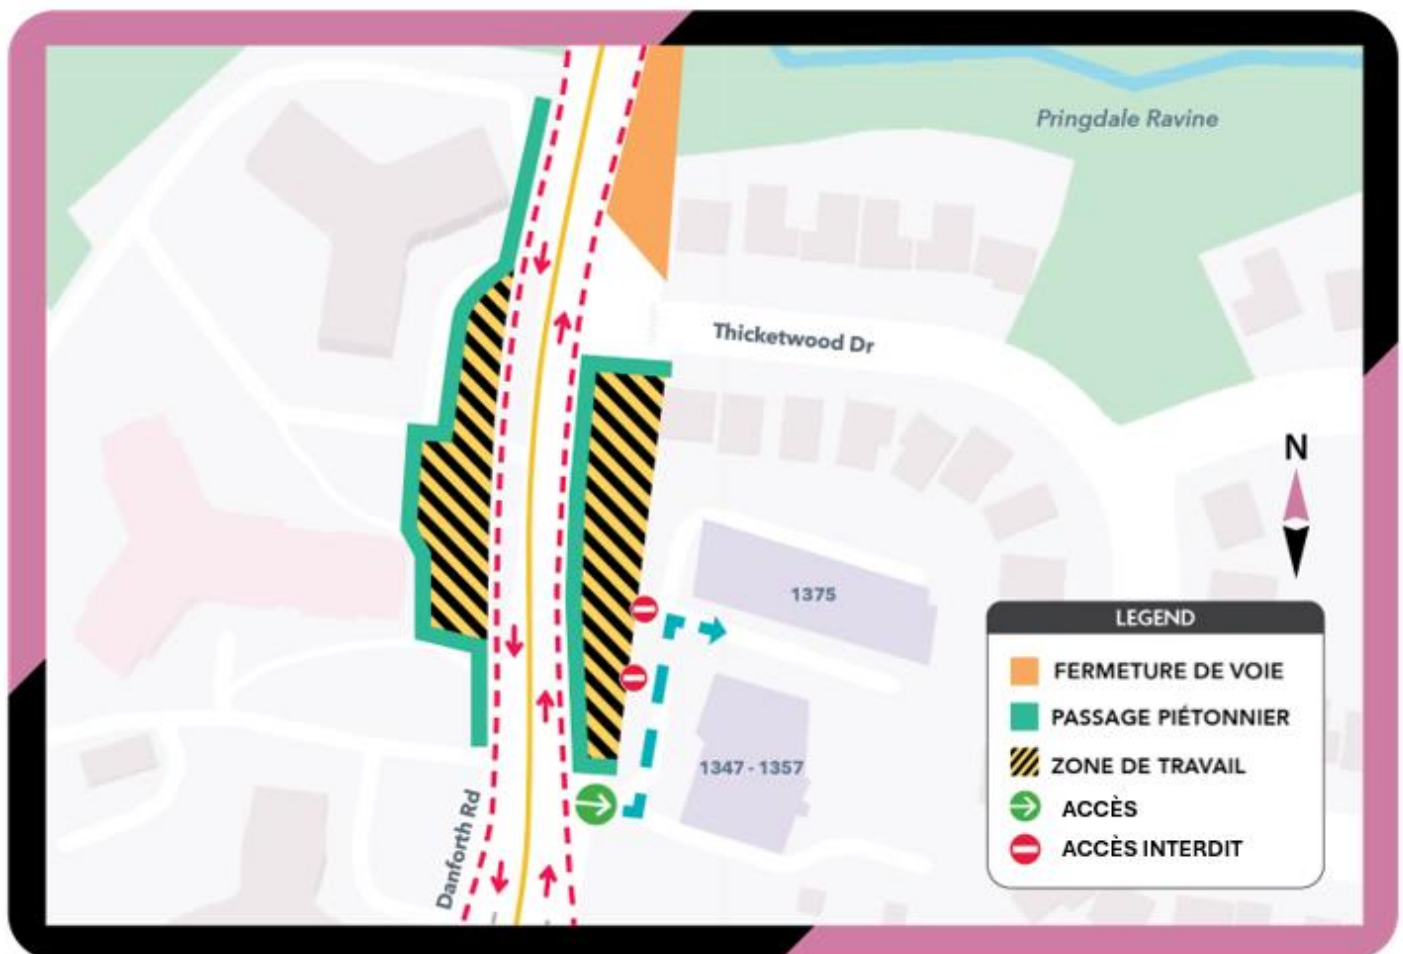 Pringdale Ravine
Thicketwood Dr
N
1375
LEGEND
FERMETURE DE VOIE
PASSAGE PIÉTONNIER
ZONE DE TRAVAIL
ACCÈS
ACCÈS INTERDIT
1347 - 1357
Danforth Rd